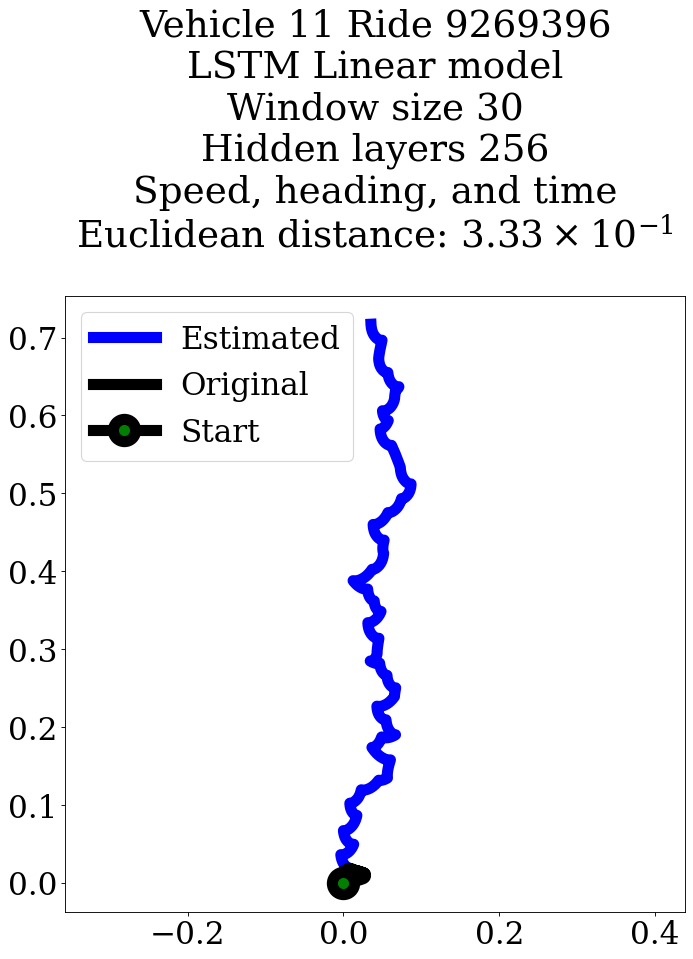 Vehicle 11 Ride 9269396
LSTM Linear model
Window size 30
Hidden layers 256
Speed, heading, and time
Euclidean distance: 3.33 × 10⁻¹
Estimated
Original
Start
0.7
0.6
0.5
0.4
0.3
0.2
0.1
0.0
−0.2 0.0 0.2 0.4